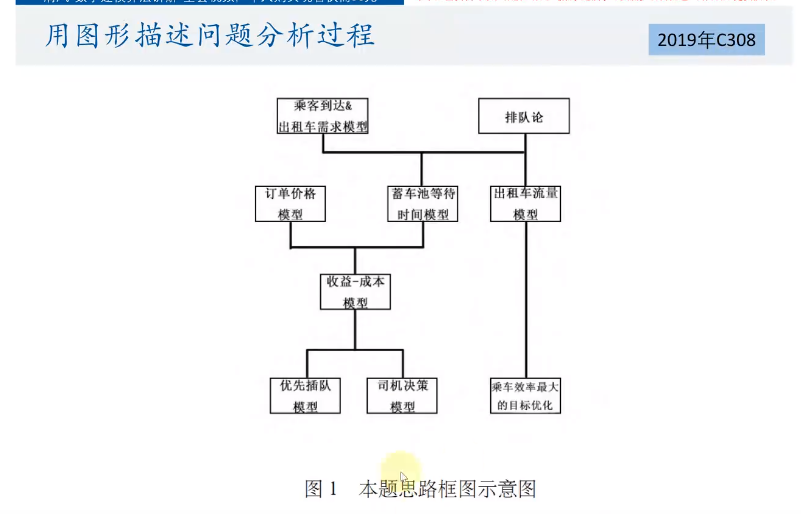 用图形描述问题分析过程
2019年C308
乘客到达&
出租车需求模型
排队论
订单价格
模型
蓄车池等待
时间模型
出租车流量
模型
收益-成本
模型
优先插队
模型
司机决策
模型
乘车效率最大
的目标优化
图 1 本题思路框图示意图